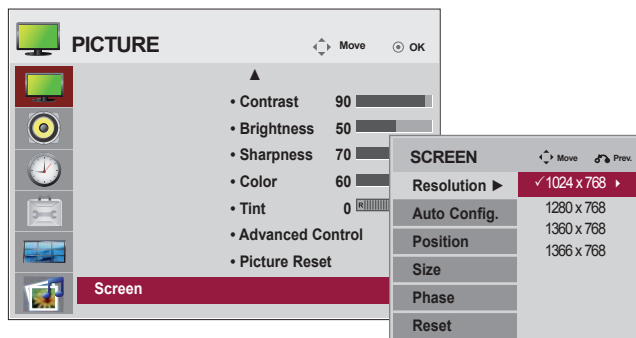 PICTURE
Move
OK
• Contrast 90
• Brightness 50
• Sharpness 70
• Color 60
• Tint 0 R
• Advanced Control
• Picture Reset
Screen
SCREEN
Move
Prev.
Resolution ►
✓1024 x 768
1280 x 768
1360 x 768
1366 x 768
Auto Config.
Position
Size
Phase
Reset